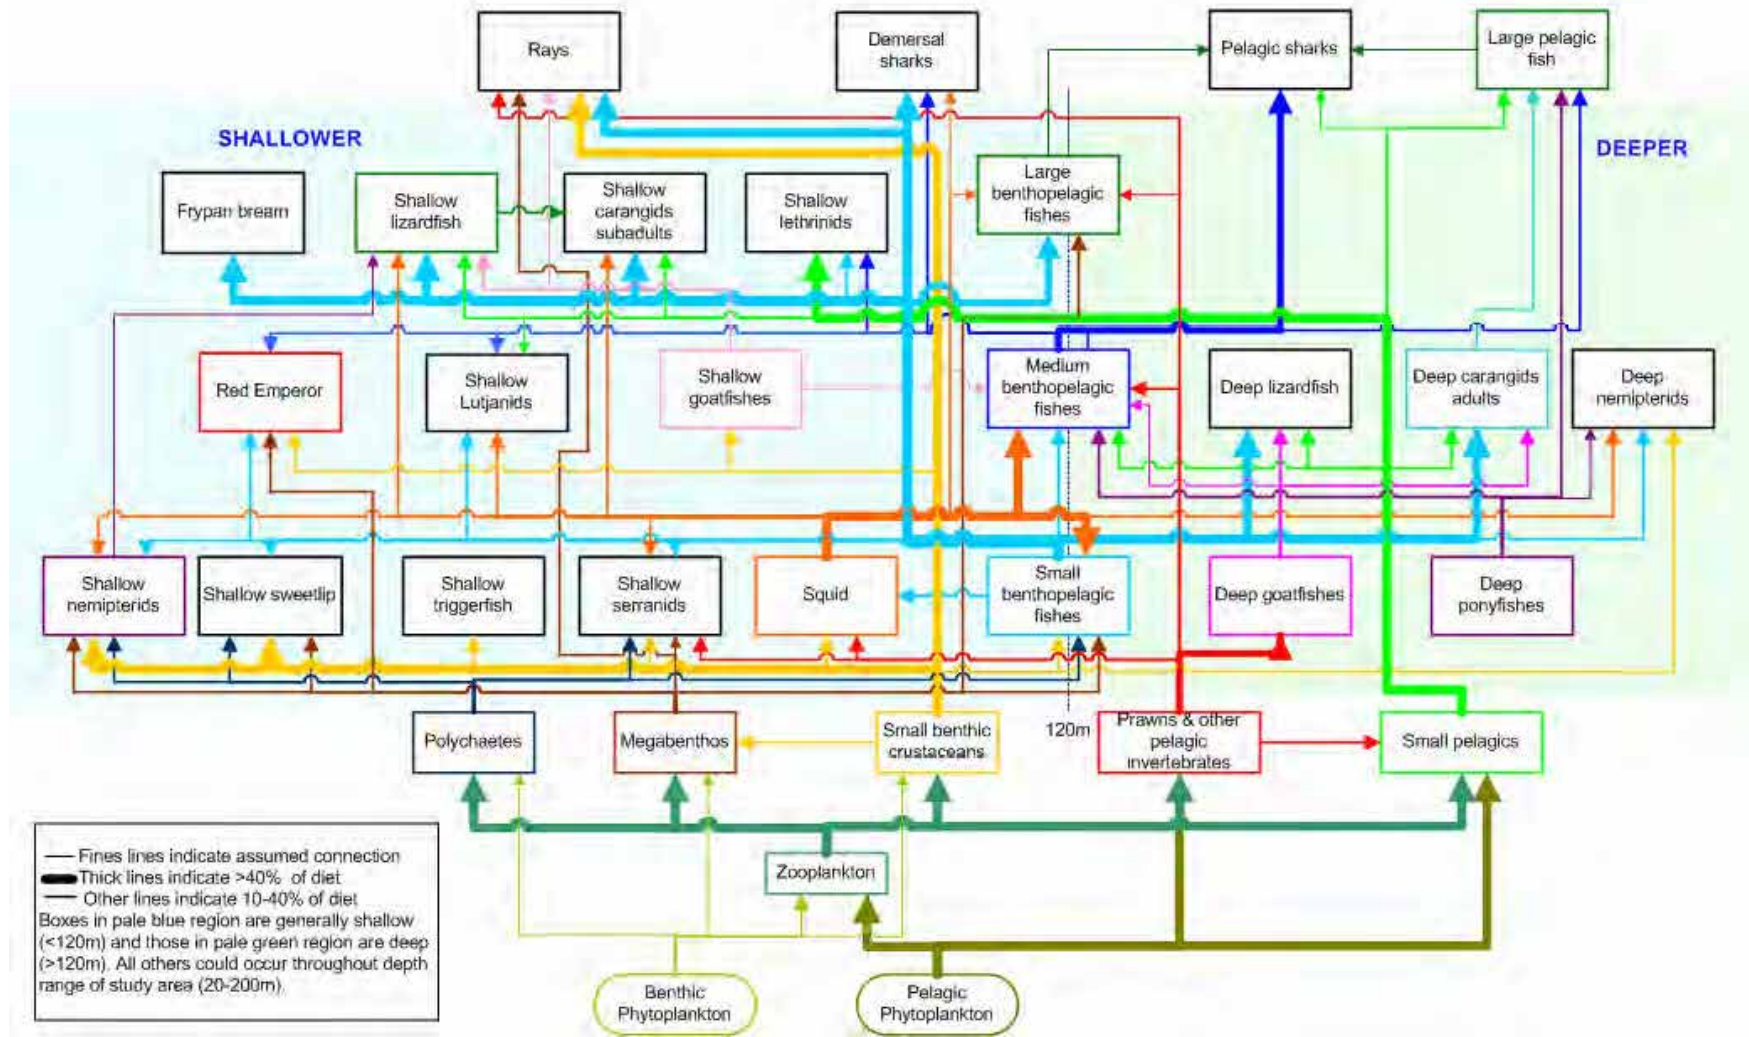 Rays
Demersal
sharks
Pelagic sharks
Large pelagic
fish
SHALLOWER
DEEPER
Frypan bream
Shallow
lizardfish
Shallow
carangids
subadults
Shallow
lethrinids
Large
benthopelagic
fishes
Red Emperor
Shallow
Lutjanids
Shallow
goatfishes
Medium
benthopelagic
fishes
Deep lizardfish
Deep carangids
adults
Deep
nemipterids
Shallow
nemipterids
Shallow sweetlip
Shallow
triggerfish
Shallow
serranids
Squid
Small
benthopelagic
fishes
Deep goatfishes
Deep
ponyfishes
Polychaetes
Megabenthos
Small benthic
crustaceans
120m
Prawns & other
pelagic
invertebrates
Small pelagics
Zooplankton
Fines lines indicate assumed connection
Thick lines indicate >40% of diet
Other lines indicate 10-40% of diet
Boxes in pale blue region are generally shallow
(<120m) and those in pale green region are deep
(>120m). All others could occur throughout depth
range of study area (20-200m).
Benthic
Phytoplankton
Pelagic
Phytoplankton